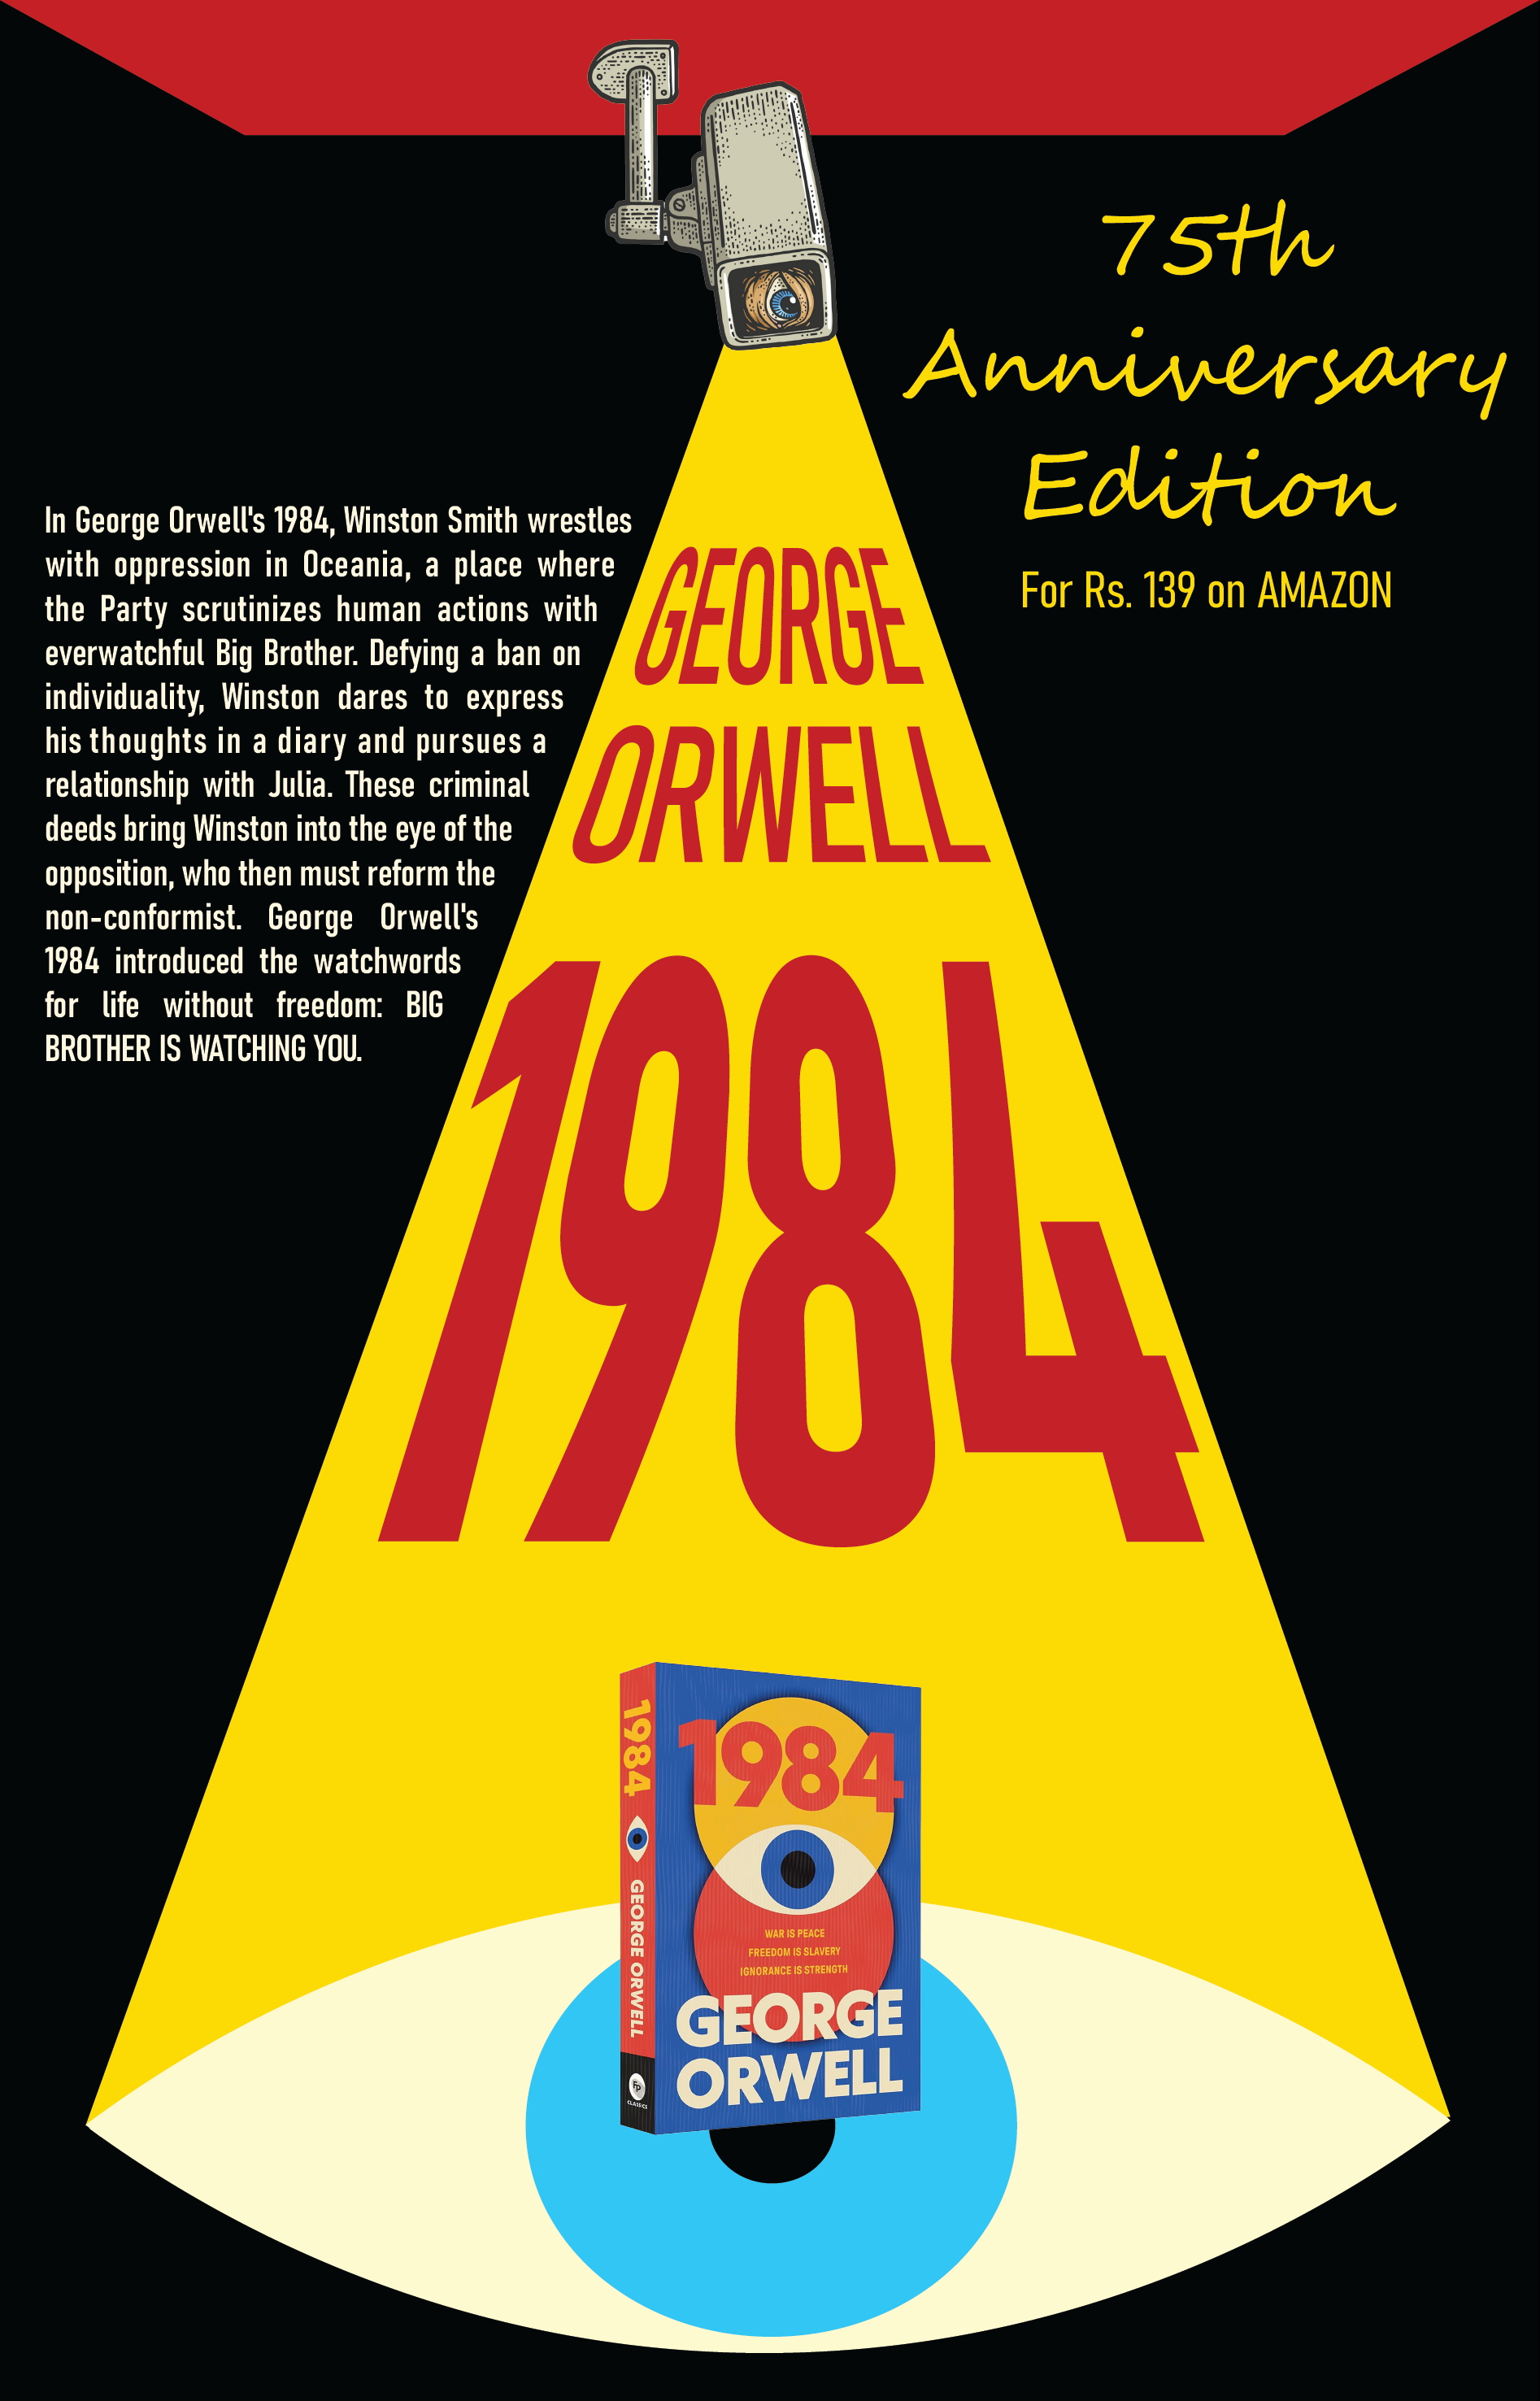 75th
Anniversary
Edition
For Rs. 139 on AMAZON
In George Orwell's 1984, Winston Smith wrestles
with oppression in Oceania, a place where
the Party scrutinizes human actions with
everwatchful Big Brother. Defying a ban on
individuality, Winston dares to express
his thoughts in a diary and pursues a
relationship with Julia. These criminal
deeds bring Winston into the eye of the
opposition, who then must reform the
non-conformist. George Orwell's
1984 introduced the watchwords
for life without freedom: BIG
BROTHER IS WATCHING YOU.
GEORGE
ORWELL
1984
1984
GEORGE ORWELL
FP
CLASSICS
1984
WAR IS PEACE
FREEDOM IS SLAVERY
IGNORANCE IS STRENGTH
GEORGE
ORWELL